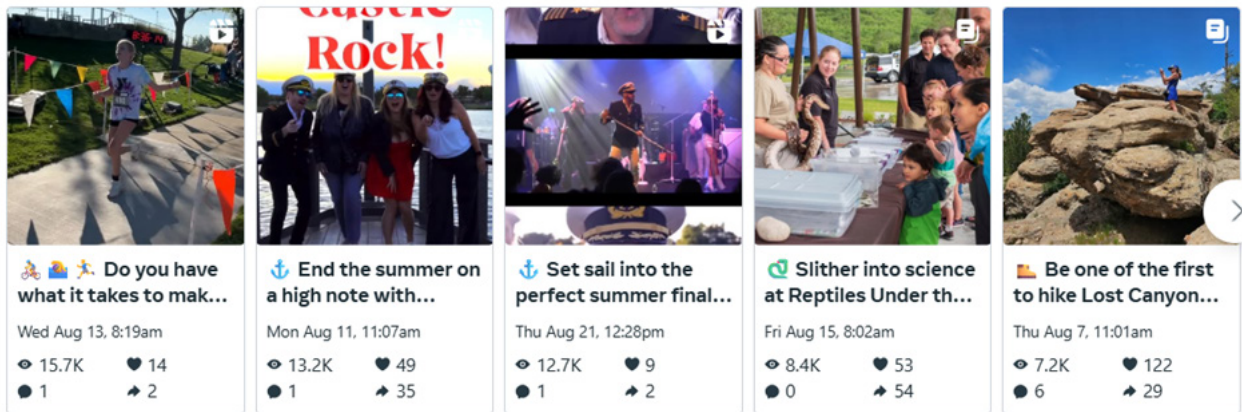 8:36:14
Castle
Rock!
Do you have
what it takes to mak...
Wed Aug 13, 8:19am
15.7K
14
1
2
End the summer on
a high note with...
Mon Aug 11, 11:07am
13.2K
49
1
35
Set sail into the
perfect summer final...
Thu Aug 21, 12:28pm
12.7K
9
1
2
Slither into science
at Reptiles Under th...
Fri Aug 15, 8:02am
8.4K
53
0
54
Be one of the first
to hike Lost Canyon...
Thu Aug 7, 11:01am
7.2K
122
6
29